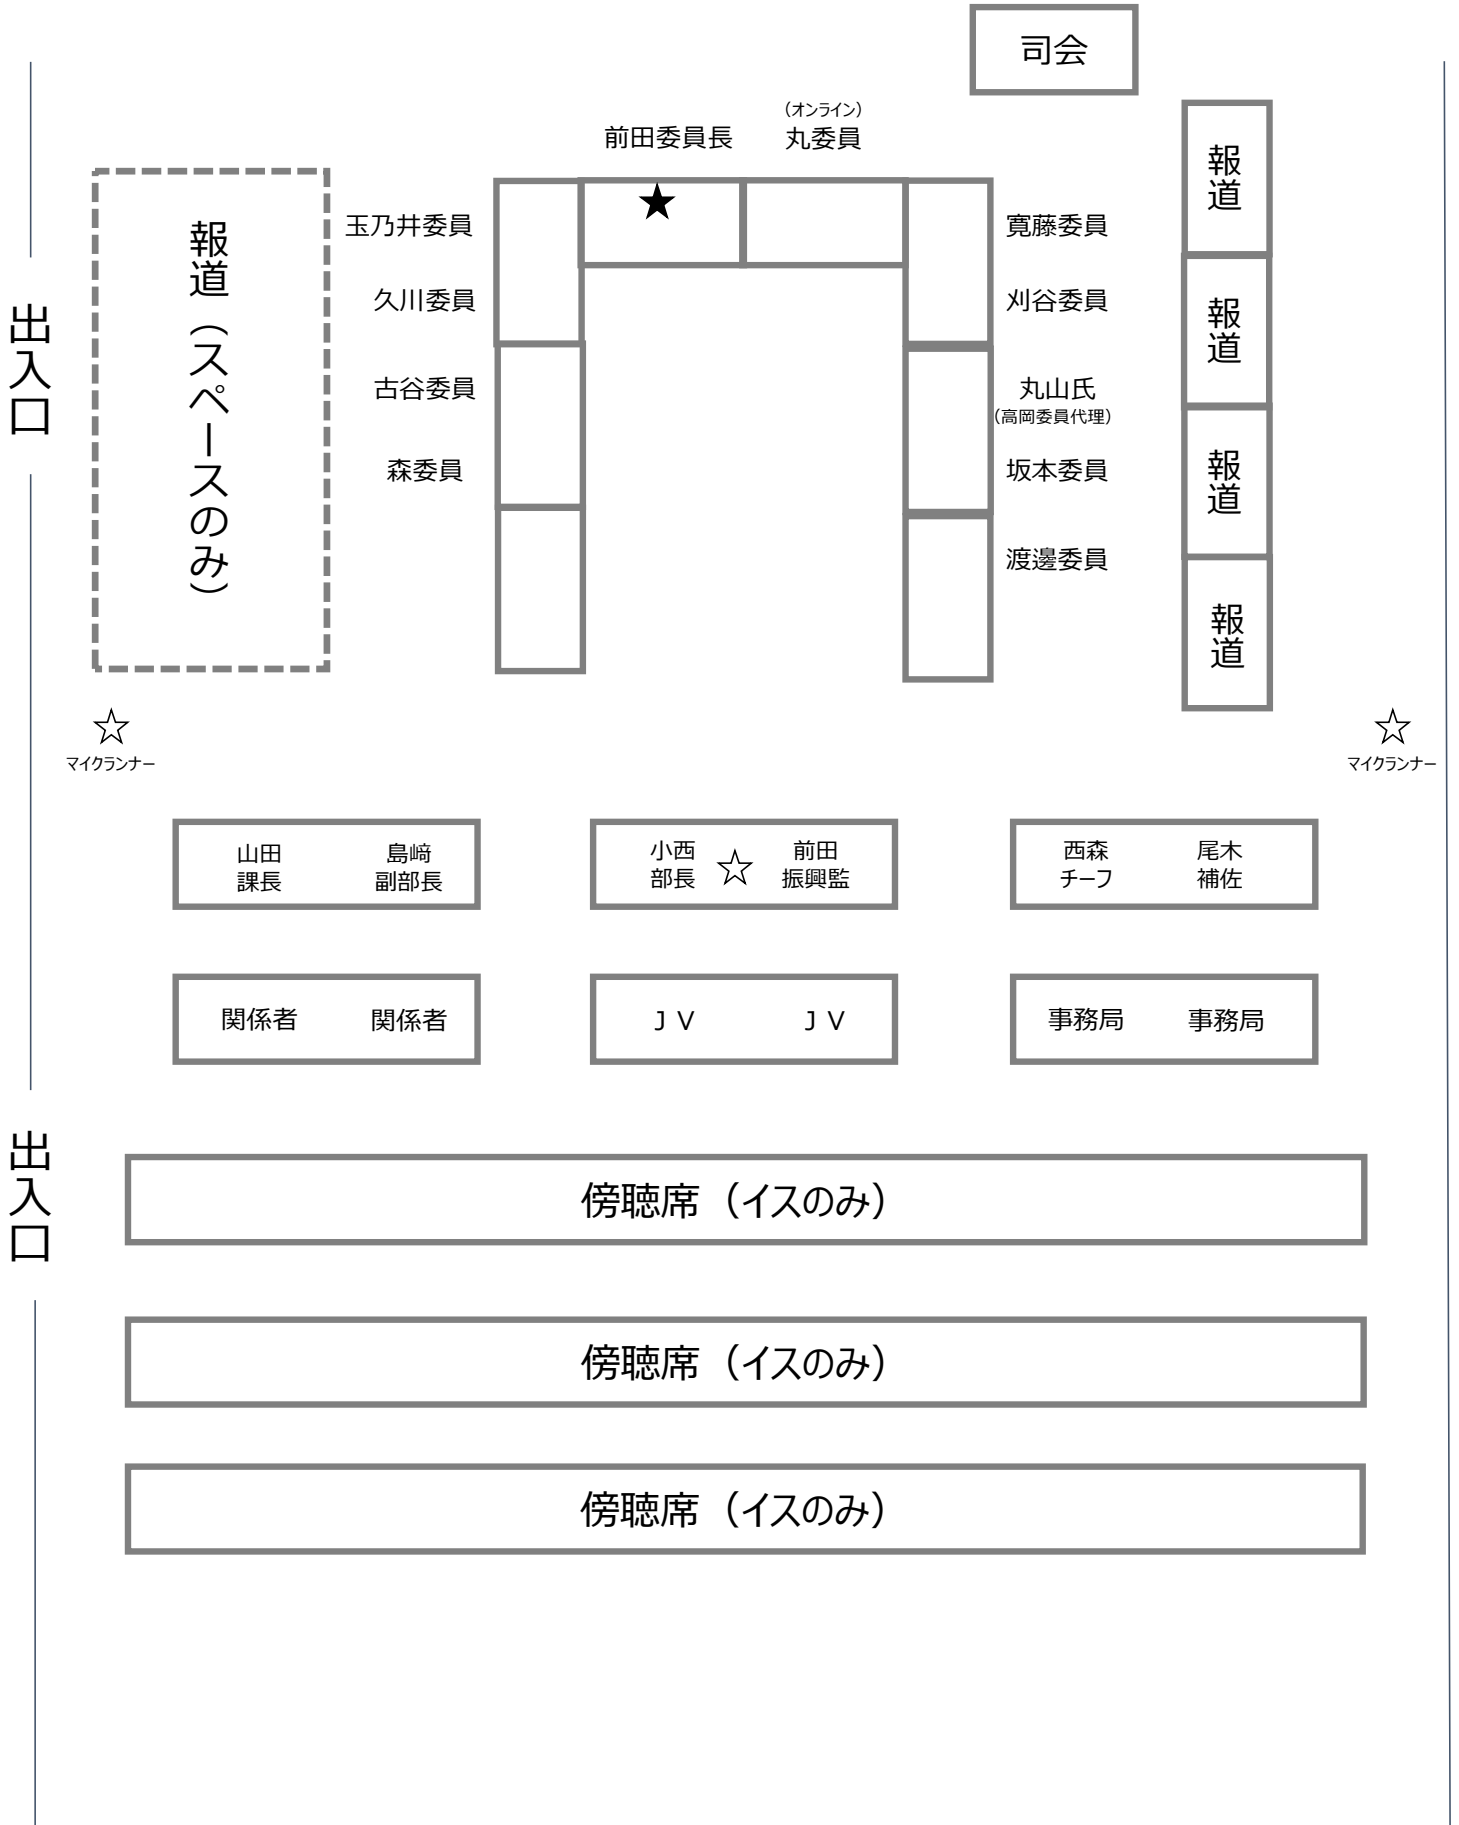 司会
（オンライン）
前田委員長
丸委員
★
玉乃井委員
久川委員
古谷委員
森委員
寛藤委員
刈谷委員
丸山氏
（高岡委員代理）
坂本委員
渡邊委員
報道（スペースのみ）
報道
報道
報道
報道
出入口
☆
マイクランナー
☆
マイクランナー
山田
課長
島﨑
副部長
小西
部長
☆
前田
振興監
西森
チーフ
尾木
補佐
関係者
関係者
ＪＶ
ＪＶ
事務局
事務局
出入口
傍聴席（イスのみ）
傍聴席（イスのみ）
傍聴席（イスのみ）